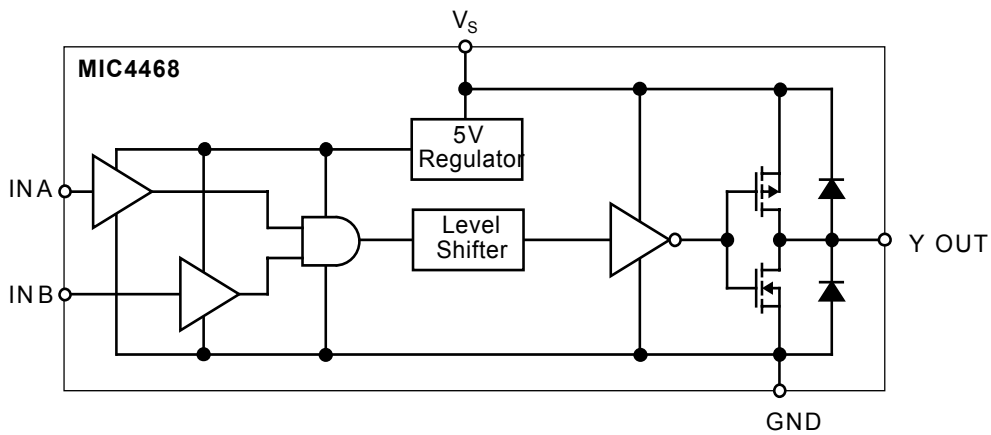 VS
MIC4468
5V
Regulator
INA
Level
Shifter
Y OUT
INB
GND